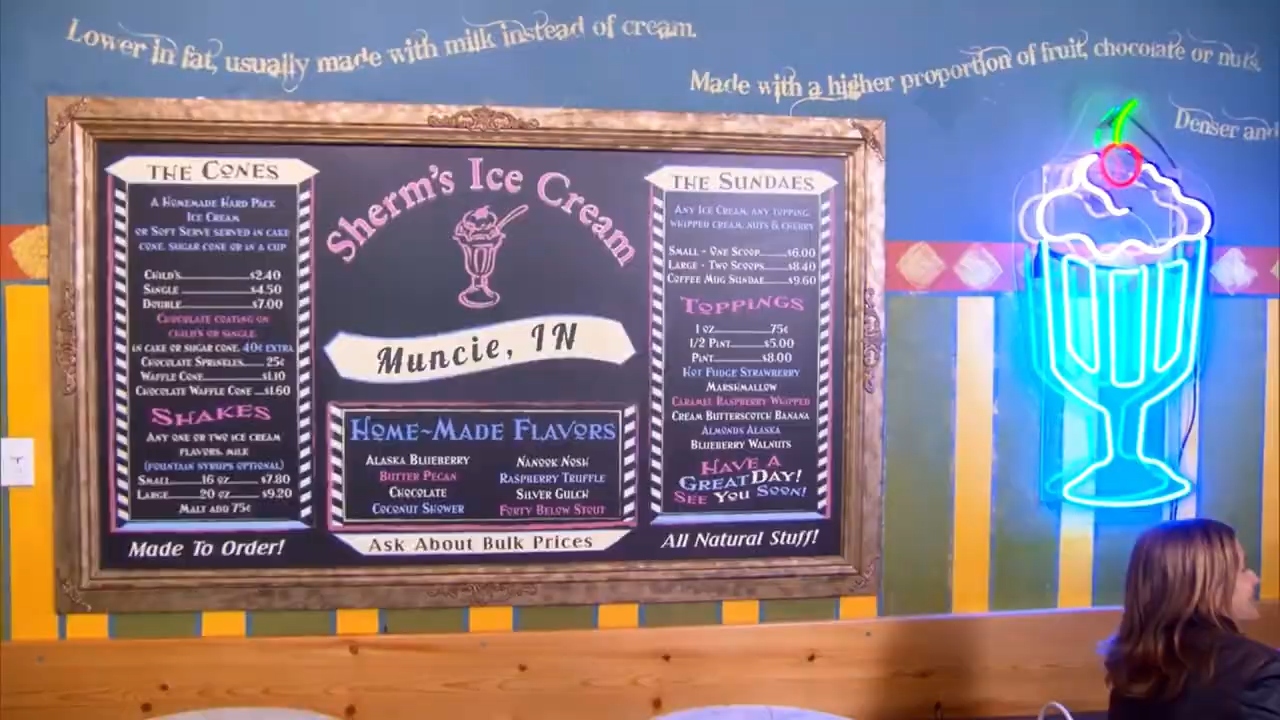 Lower in fat, usually made with milk instead of cream.
Made with a higher proportion of fruit, chocolate or nuts.
Denser and
THE CONES
A HOMEMADE HARD PACK
ICE CREAM
OR SOFT SERVE SERVED IN CAKE
CONE, SUGAR CONE OR IN A CUP
CHILD'S............$2.40
SINGLE............$4.50
DOUBLE............$7.00
CHOCOLATE COATING ON
CHILD'S OR SINGLE
IN CAKE OR SUGAR CONE, 40¢ EXTRA
CHOCOLATE SPRINKLES...... 25¢
WAFFLE CONE............$1.10
CHOCOLATE WAFFLE CONE ...$1.60
SHAKES
ANY ONE OR TWO ICE CREAM
FLAVORS, MILK
(FOUNTAIN SYRUPS OPTIONAL)
SMALL......16 OZ......$7.80
LARGE......20 OZ......$9.20
MALT ADD 75¢
Made To Order!
Sherm's Ice Cream
Muncie, IN
HOME~MADE FLAVORS
ALASKA BLUEBERRY
BUTTER PECAN
CHOCOLATE
COCONUT SHOWER
NANOOK NOSH
RASPBERRY TRUFFLE
SILVER GULCH
FORTY BELOW STOUT
ASK ABOUT BULK PRICES
THE SUNDAES
ANY ICE CREAM, ANY TOPPING,
WHIPPED CREAM, NUTS & CHERRY
SMALL - ONE SCOOP......$6.00
LARGE - TWO SCOOPS......$8.40
COFFEE MUG SUNDAE......$9.60
TOPPINGS
1 OZ............75¢
1/2 PINT............$5.00
PINT............$8.00
HOT FUDGE STRAWBERRY
MARSHMALLOW
CARAMEL RASPBERRY WHIPPED
CREAM BUTTERSCOTCH BANANA
ALMONDS ALASKA
BLUEBERRY WALNUTS
HAVE A
GREAT DAY!
SEE YOU SOON!
All Natural Stuff!